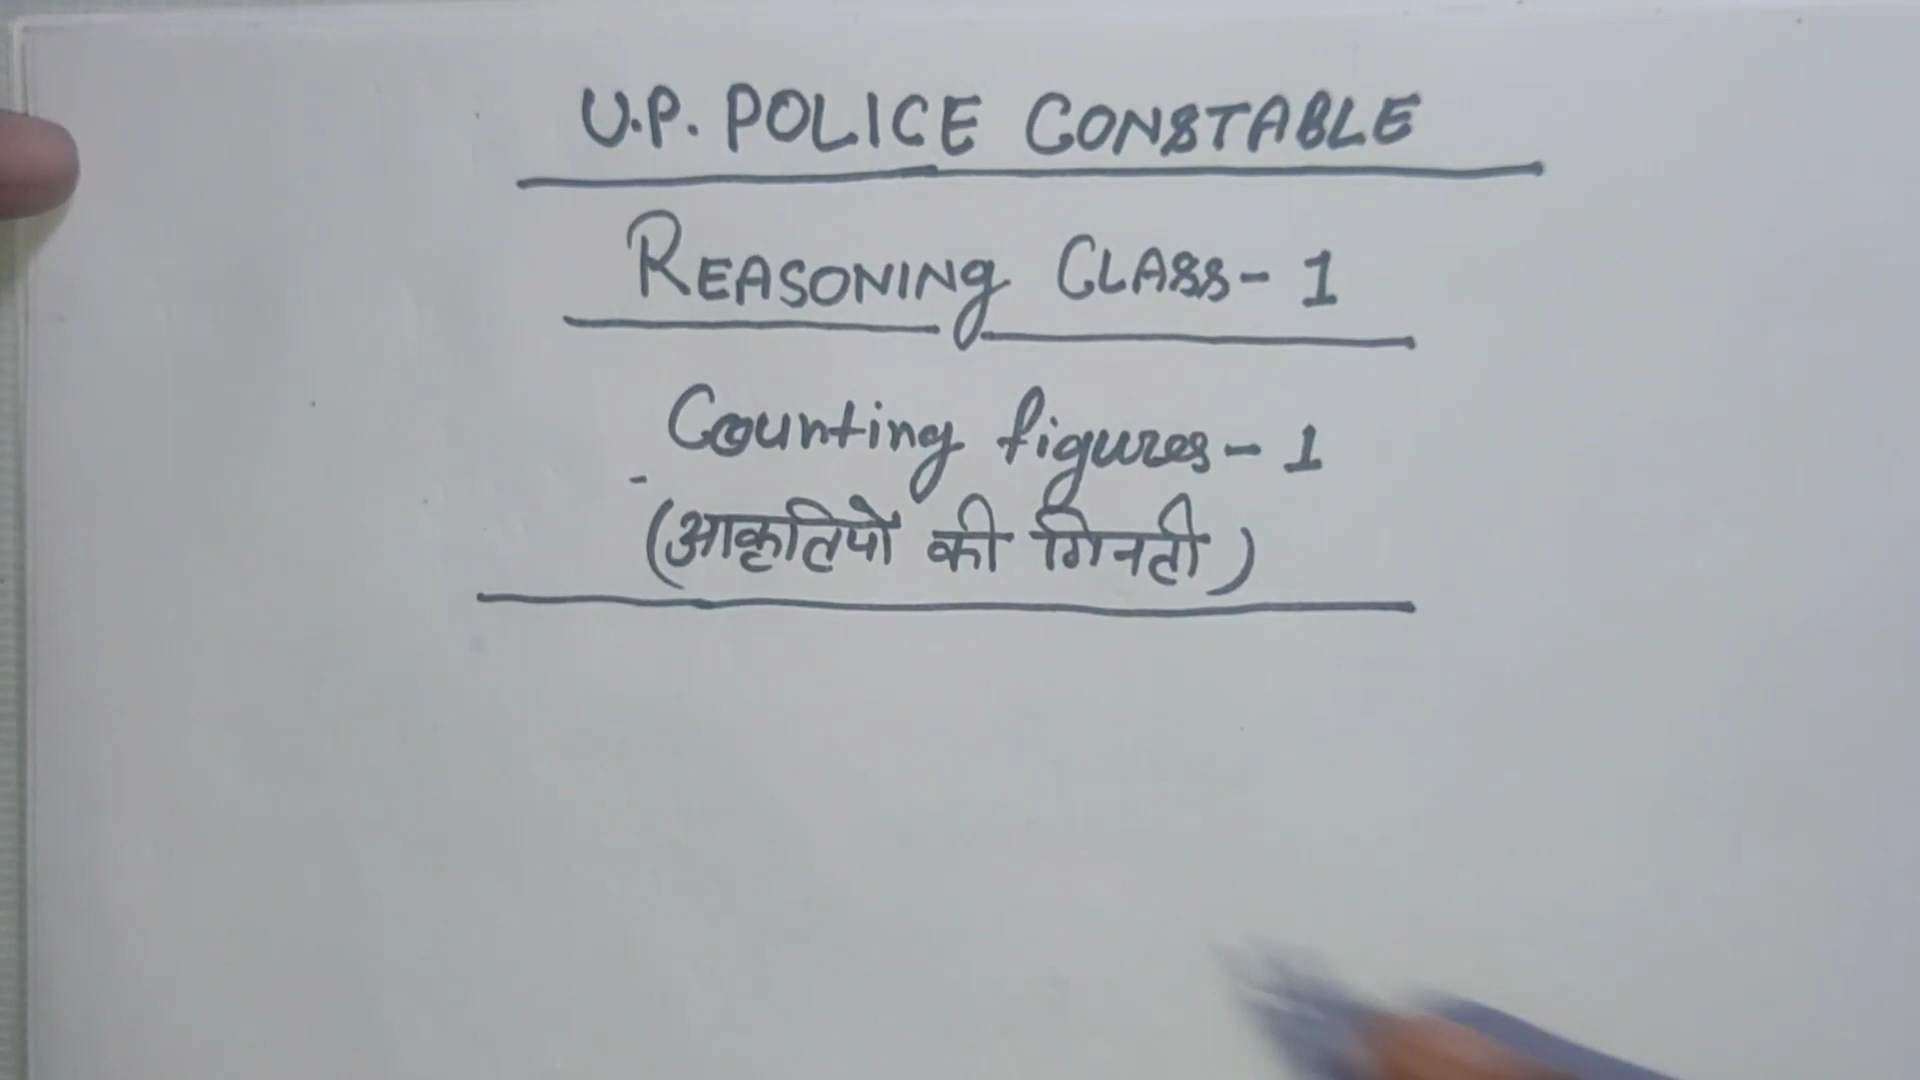 U.P. POLICE CONSTABLE
REASONING CLASS - 1
Counting figures - 1
(आकृतियों की गिनती)